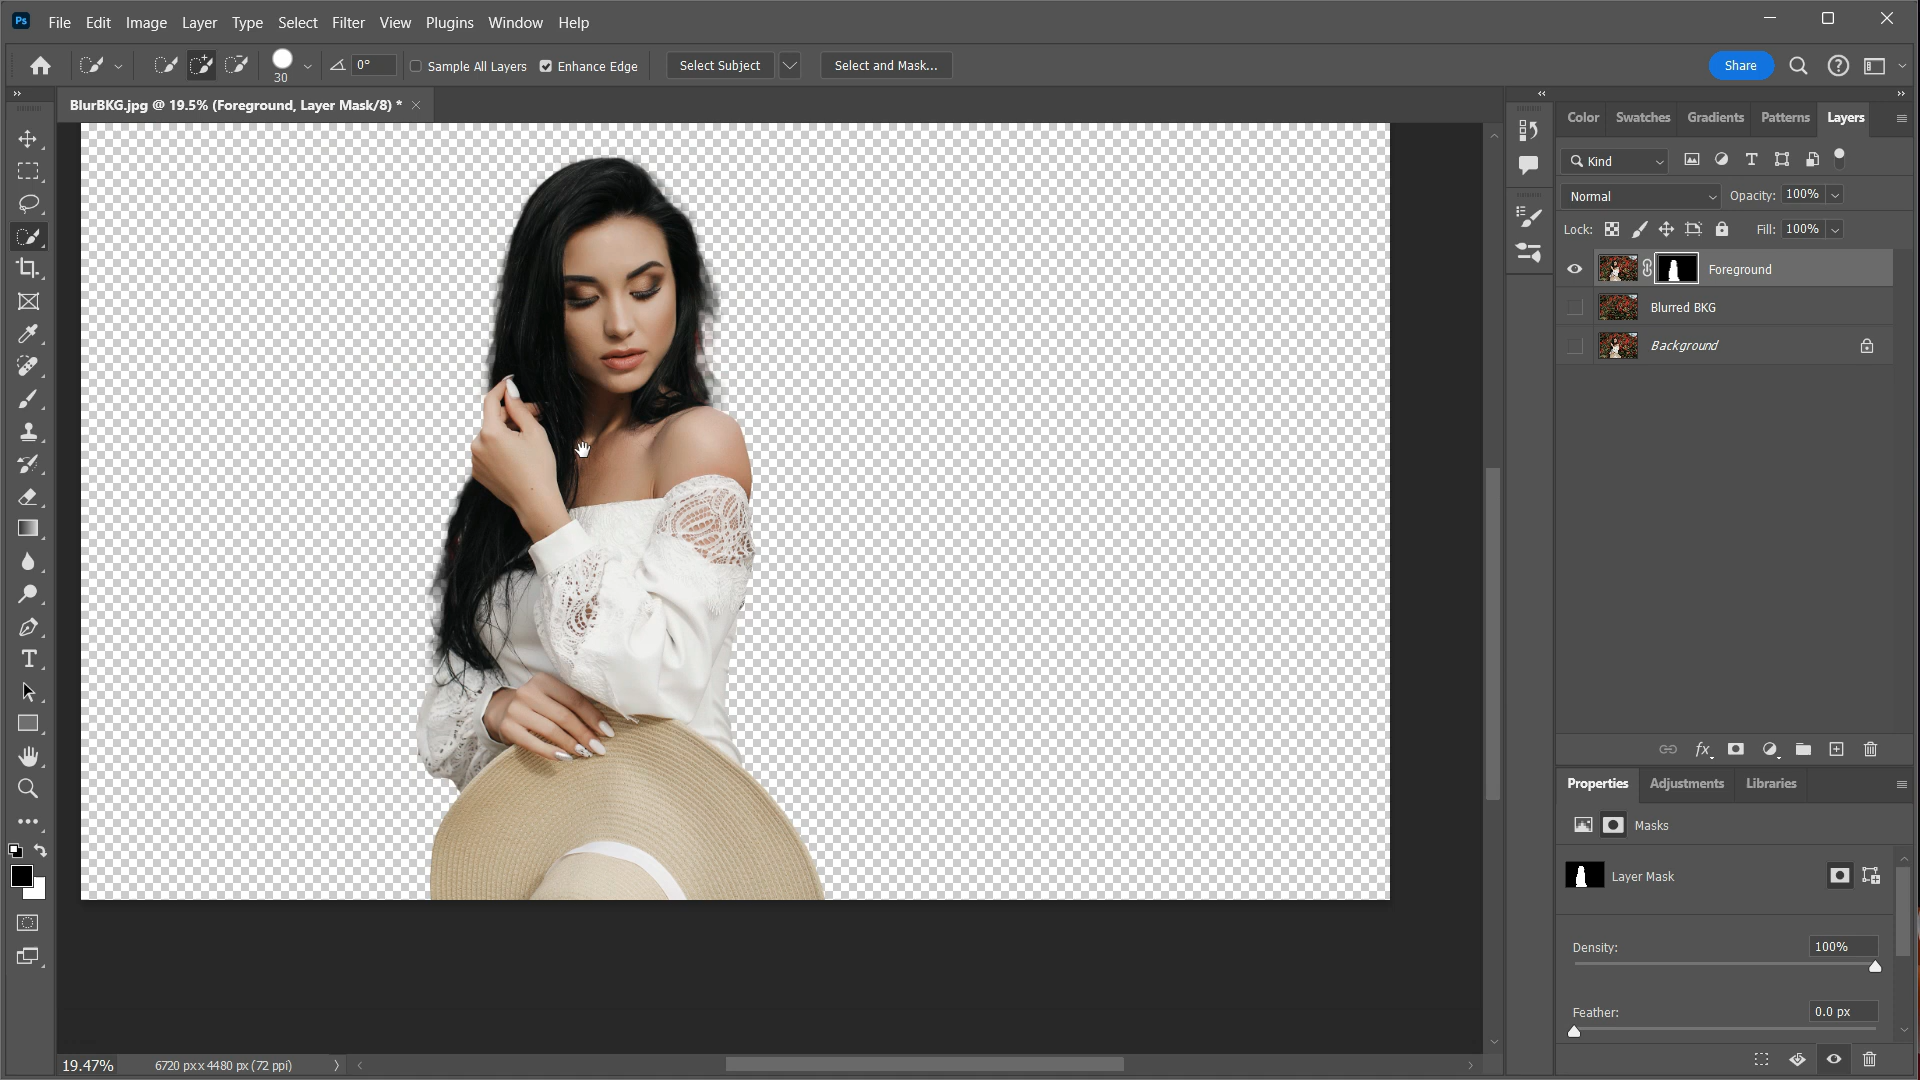 Ps File Edit Image Layer Type Select Filter View Plugins Window Help
30 0° Sample All Layers Enhance Edge Select Subject Select and Mask... Share
BlurBKG.jpg @ 19.5% (Foreground, Layer Mask/8) *
Color Swatches Gradients Patterns Layers
Kind
Normal Opacity: 100%
Lock: Fill: 100%
Foreground
Blurred BKG
Background
fx
Properties Adjustments Libraries
Masks
Layer Mask
Density: 100%
Feather: 0.0 px
19.47% 6720 px x 4480 px (72 ppi)